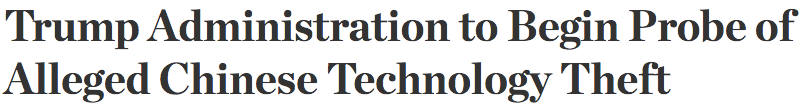 Trump Administration to Begin Probe of
Alleged Chinese Technology Theft